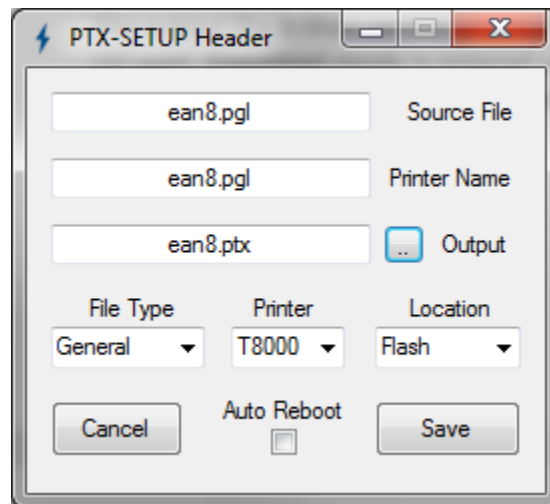 PTX-SETUP Header
ean8.pgl Source File
ean8.pgl Printer Name
ean8.ptx .. Output
File Type Printer Location
General T8000 Flash
Cancel Auto Reboot Save